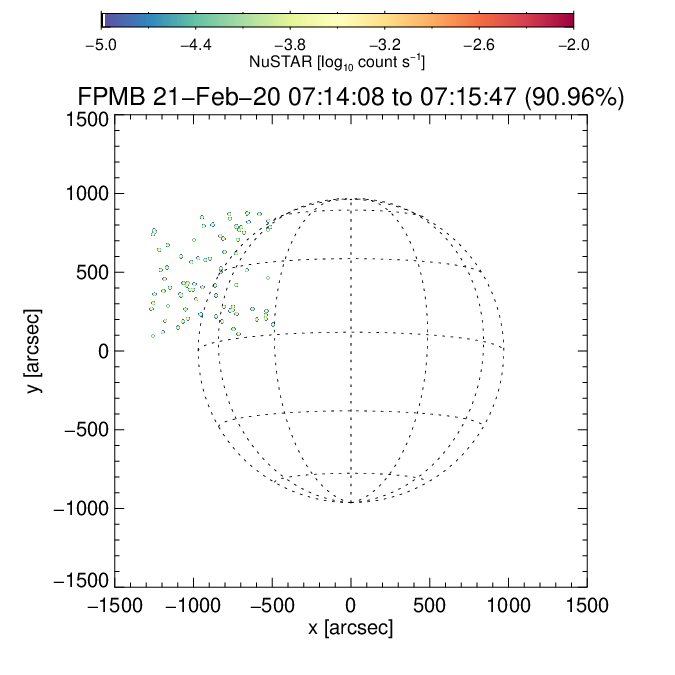 −5.0 −4.4 −3.8 −3.2 −2.6 −2.0
NuSTAR [log₁₀ count s⁻¹]
FPMB 21−Feb−20 07:14:08 to 07:15:47 (90.96%)
1500
1000
500
0
−500
−1000
−1500
y [arcsec]
−1500 −1000 −500 0 500 1000 1500
x [arcsec]